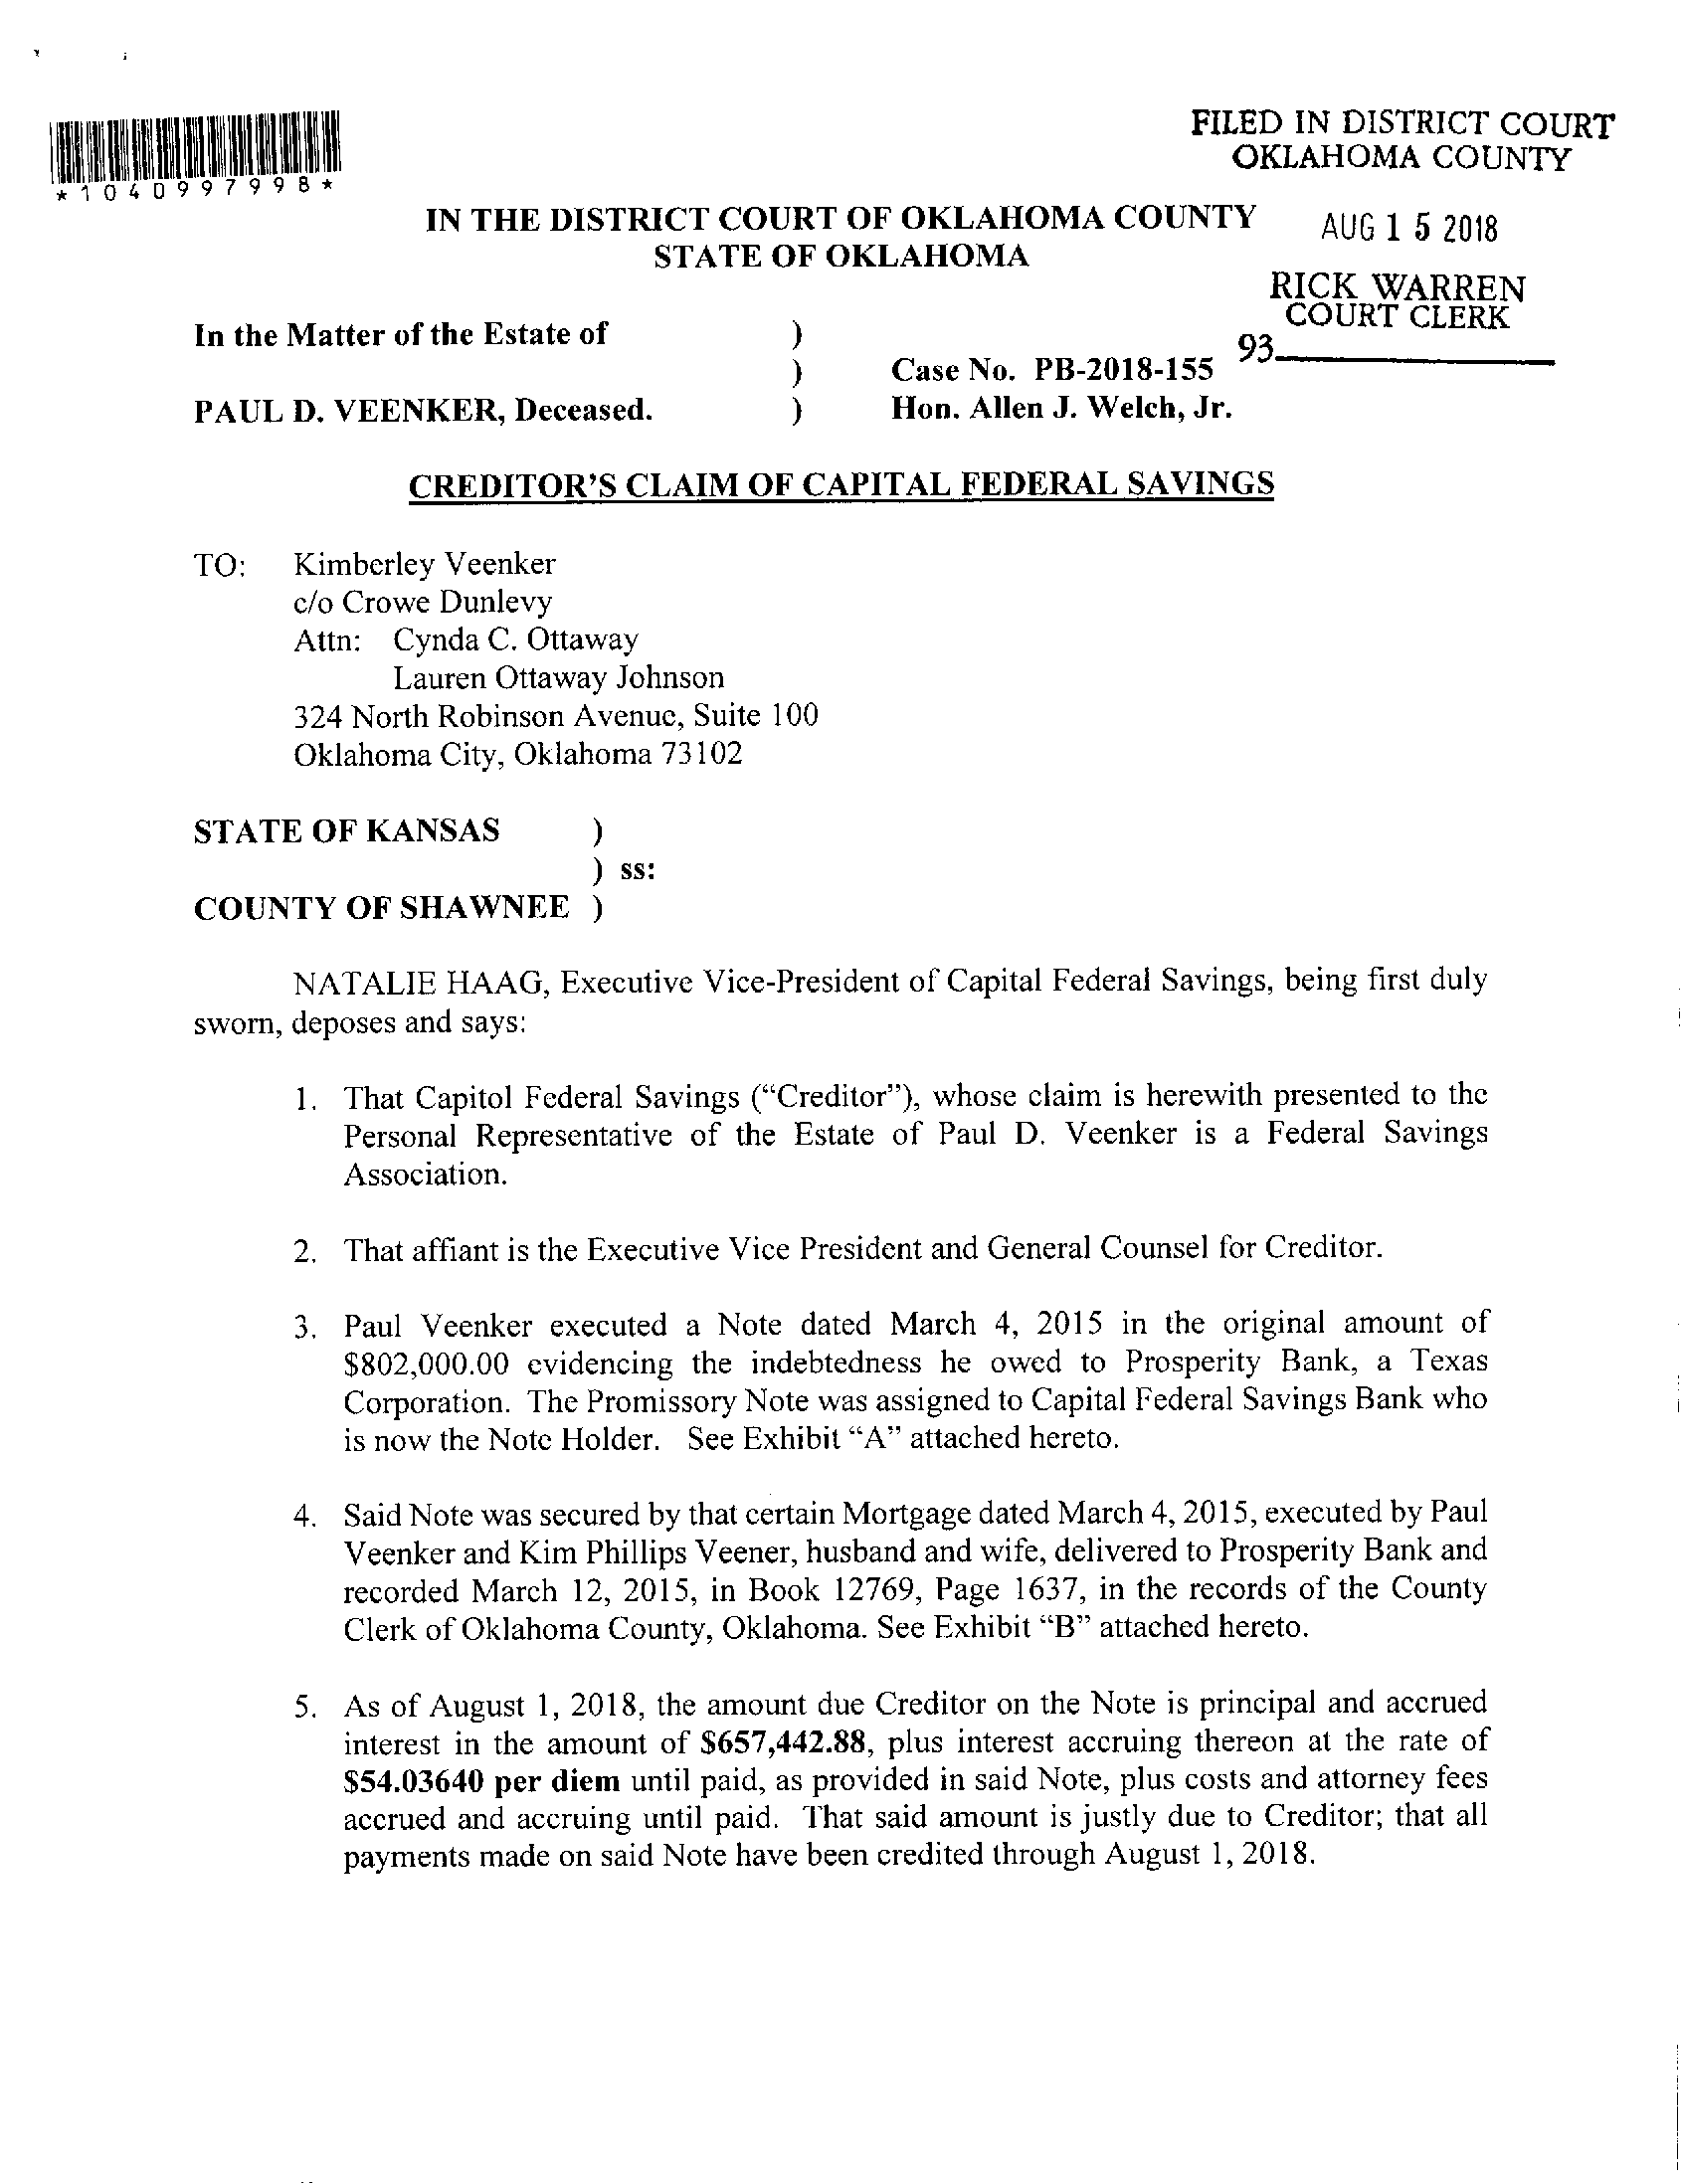 FILED IN DISTRICT COURT
OKLAHOMA COUNTY
*1040997998*
IN THE DISTRICT COURT OF OKLAHOMA COUNTY
STATE OF OKLAHOMA
AUG 15 2018
RICK WARREN
COURT CLERK
93
In the Matter of the Estate of )
) Case No. PB-2018-155
PAUL D. VEENKER, Deceased. ) Hon. Allen J. Welch, Jr.
CREDITOR'S CLAIM OF CAPITAL FEDERAL SAVINGS
TO: Kimberley Veenker
c/o Crowe Dunlevy
Attn: Cynda C. Ottaway
Lauren Ottaway Johnson
324 North Robinson Avenue, Suite 100
Oklahoma City, Oklahoma 73102
STATE OF KANSAS )
) ss:
COUNTY OF SHAWNEE )
NATALIE HAAG, Executive Vice-President of Capital Federal Savings, being first duly
sworn, deposes and says:
1. That Capitol Federal Savings (“Creditor”), whose claim is herewith presented to the
Personal Representative of the Estate of Paul D. Veenker is a Federal Savings
Association.
2. That affiant is the Executive Vice President and General Counsel for Creditor.
3. Paul Veenker executed a Note dated March 4, 2015 in the original amount of
$802,000.00 evidencing the indebtedness he owed to Prosperity Bank, a Texas
Corporation. The Promissory Note was assigned to Capital Federal Savings Bank who
is now the Note Holder. See Exhibit “A” attached hereto.
4. Said Note was secured by that certain Mortgage dated March 4, 2015, executed by Paul
Veenker and Kim Phillips Veener, husband and wife, delivered to Prosperity Bank and
recorded March 12, 2015, in Book 12769, Page 1637, in the records of the County
Clerk of Oklahoma County, Oklahoma. See Exhibit “B” attached hereto.
5. As of August 1, 2018, the amount due Creditor on the Note is principal and accrued
interest in the amount of $657,442.88, plus interest accruing thereon at the rate of
$54.03640 per diem until paid, as provided in said Note, plus costs and attorney fees
accrued and accruing until paid. That said amount is justly due to Creditor; that all
payments made on said Note have been credited through August 1, 2018.